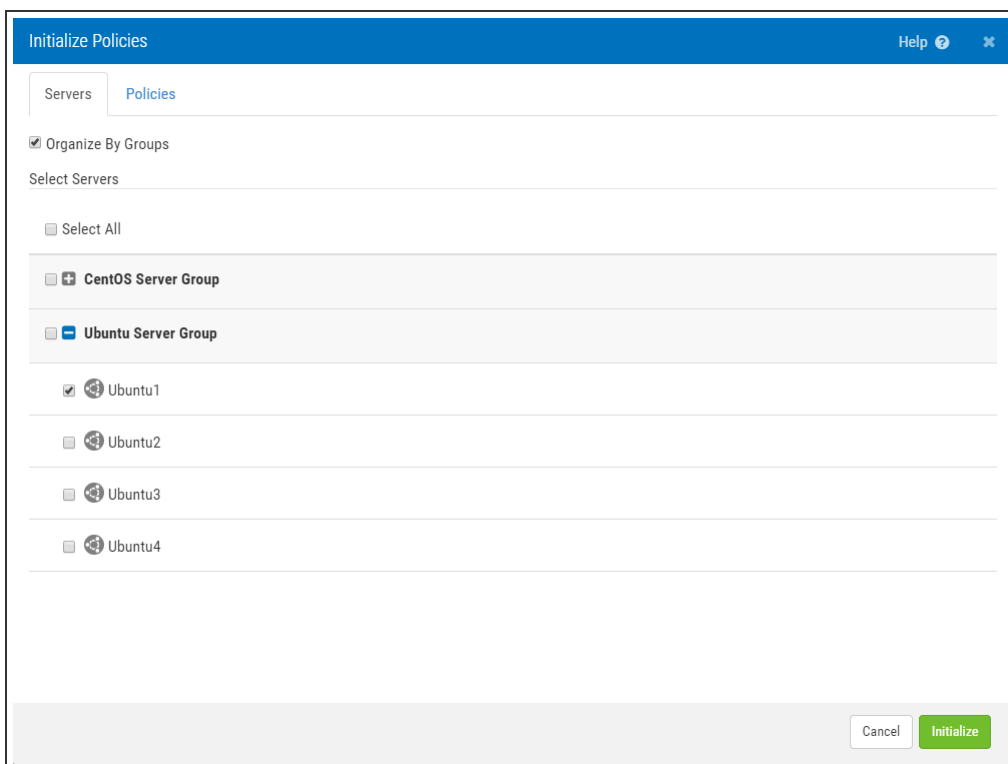 Initialize Policies Help
Servers Policies
Organize By Groups
Select Servers
Select All
CentOS Server Group
Ubuntu Server Group
Ubuntu1
Ubuntu2
Ubuntu3
Ubuntu4
Cancel Initialize